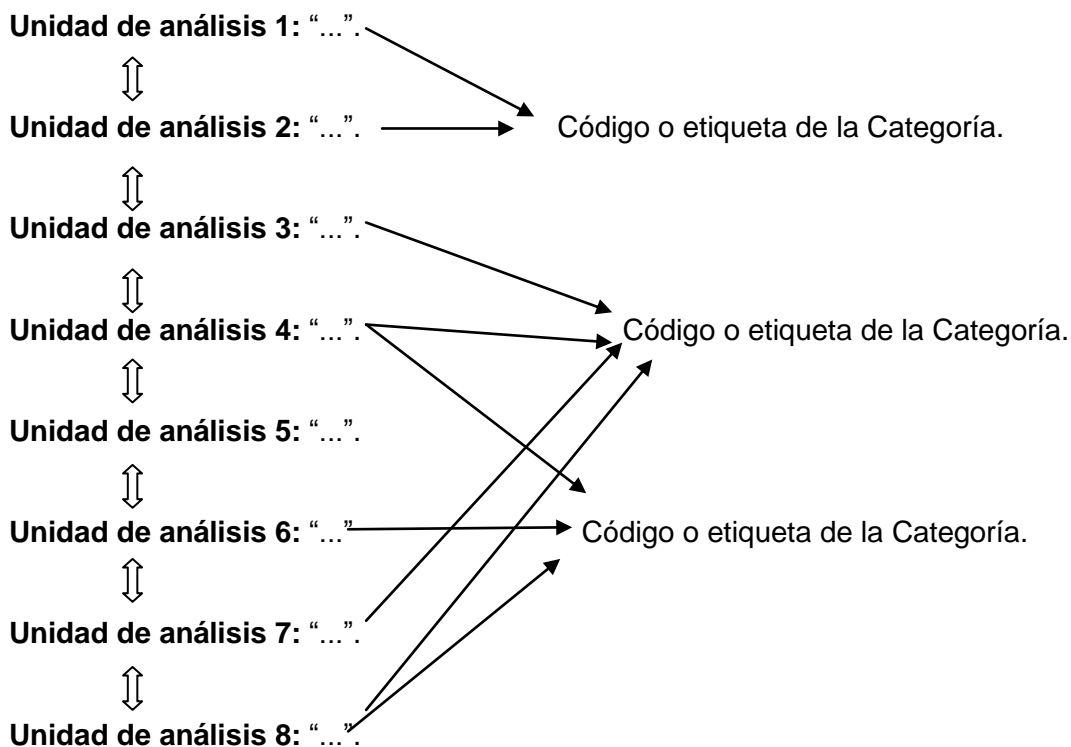 Unidad de análisis 1: “...”.
Unidad de análisis 2: “...”. Código o etiqueta de la Categoría.
Unidad de análisis 3: “...”.
Unidad de análisis 4: “...”. Código o etiqueta de la Categoría.
Unidad de análisis 5: “...”.
Unidad de análisis 6: “...” Código o etiqueta de la Categoría.
Unidad de análisis 7: “...”.
Unidad de análisis 8: “...”.